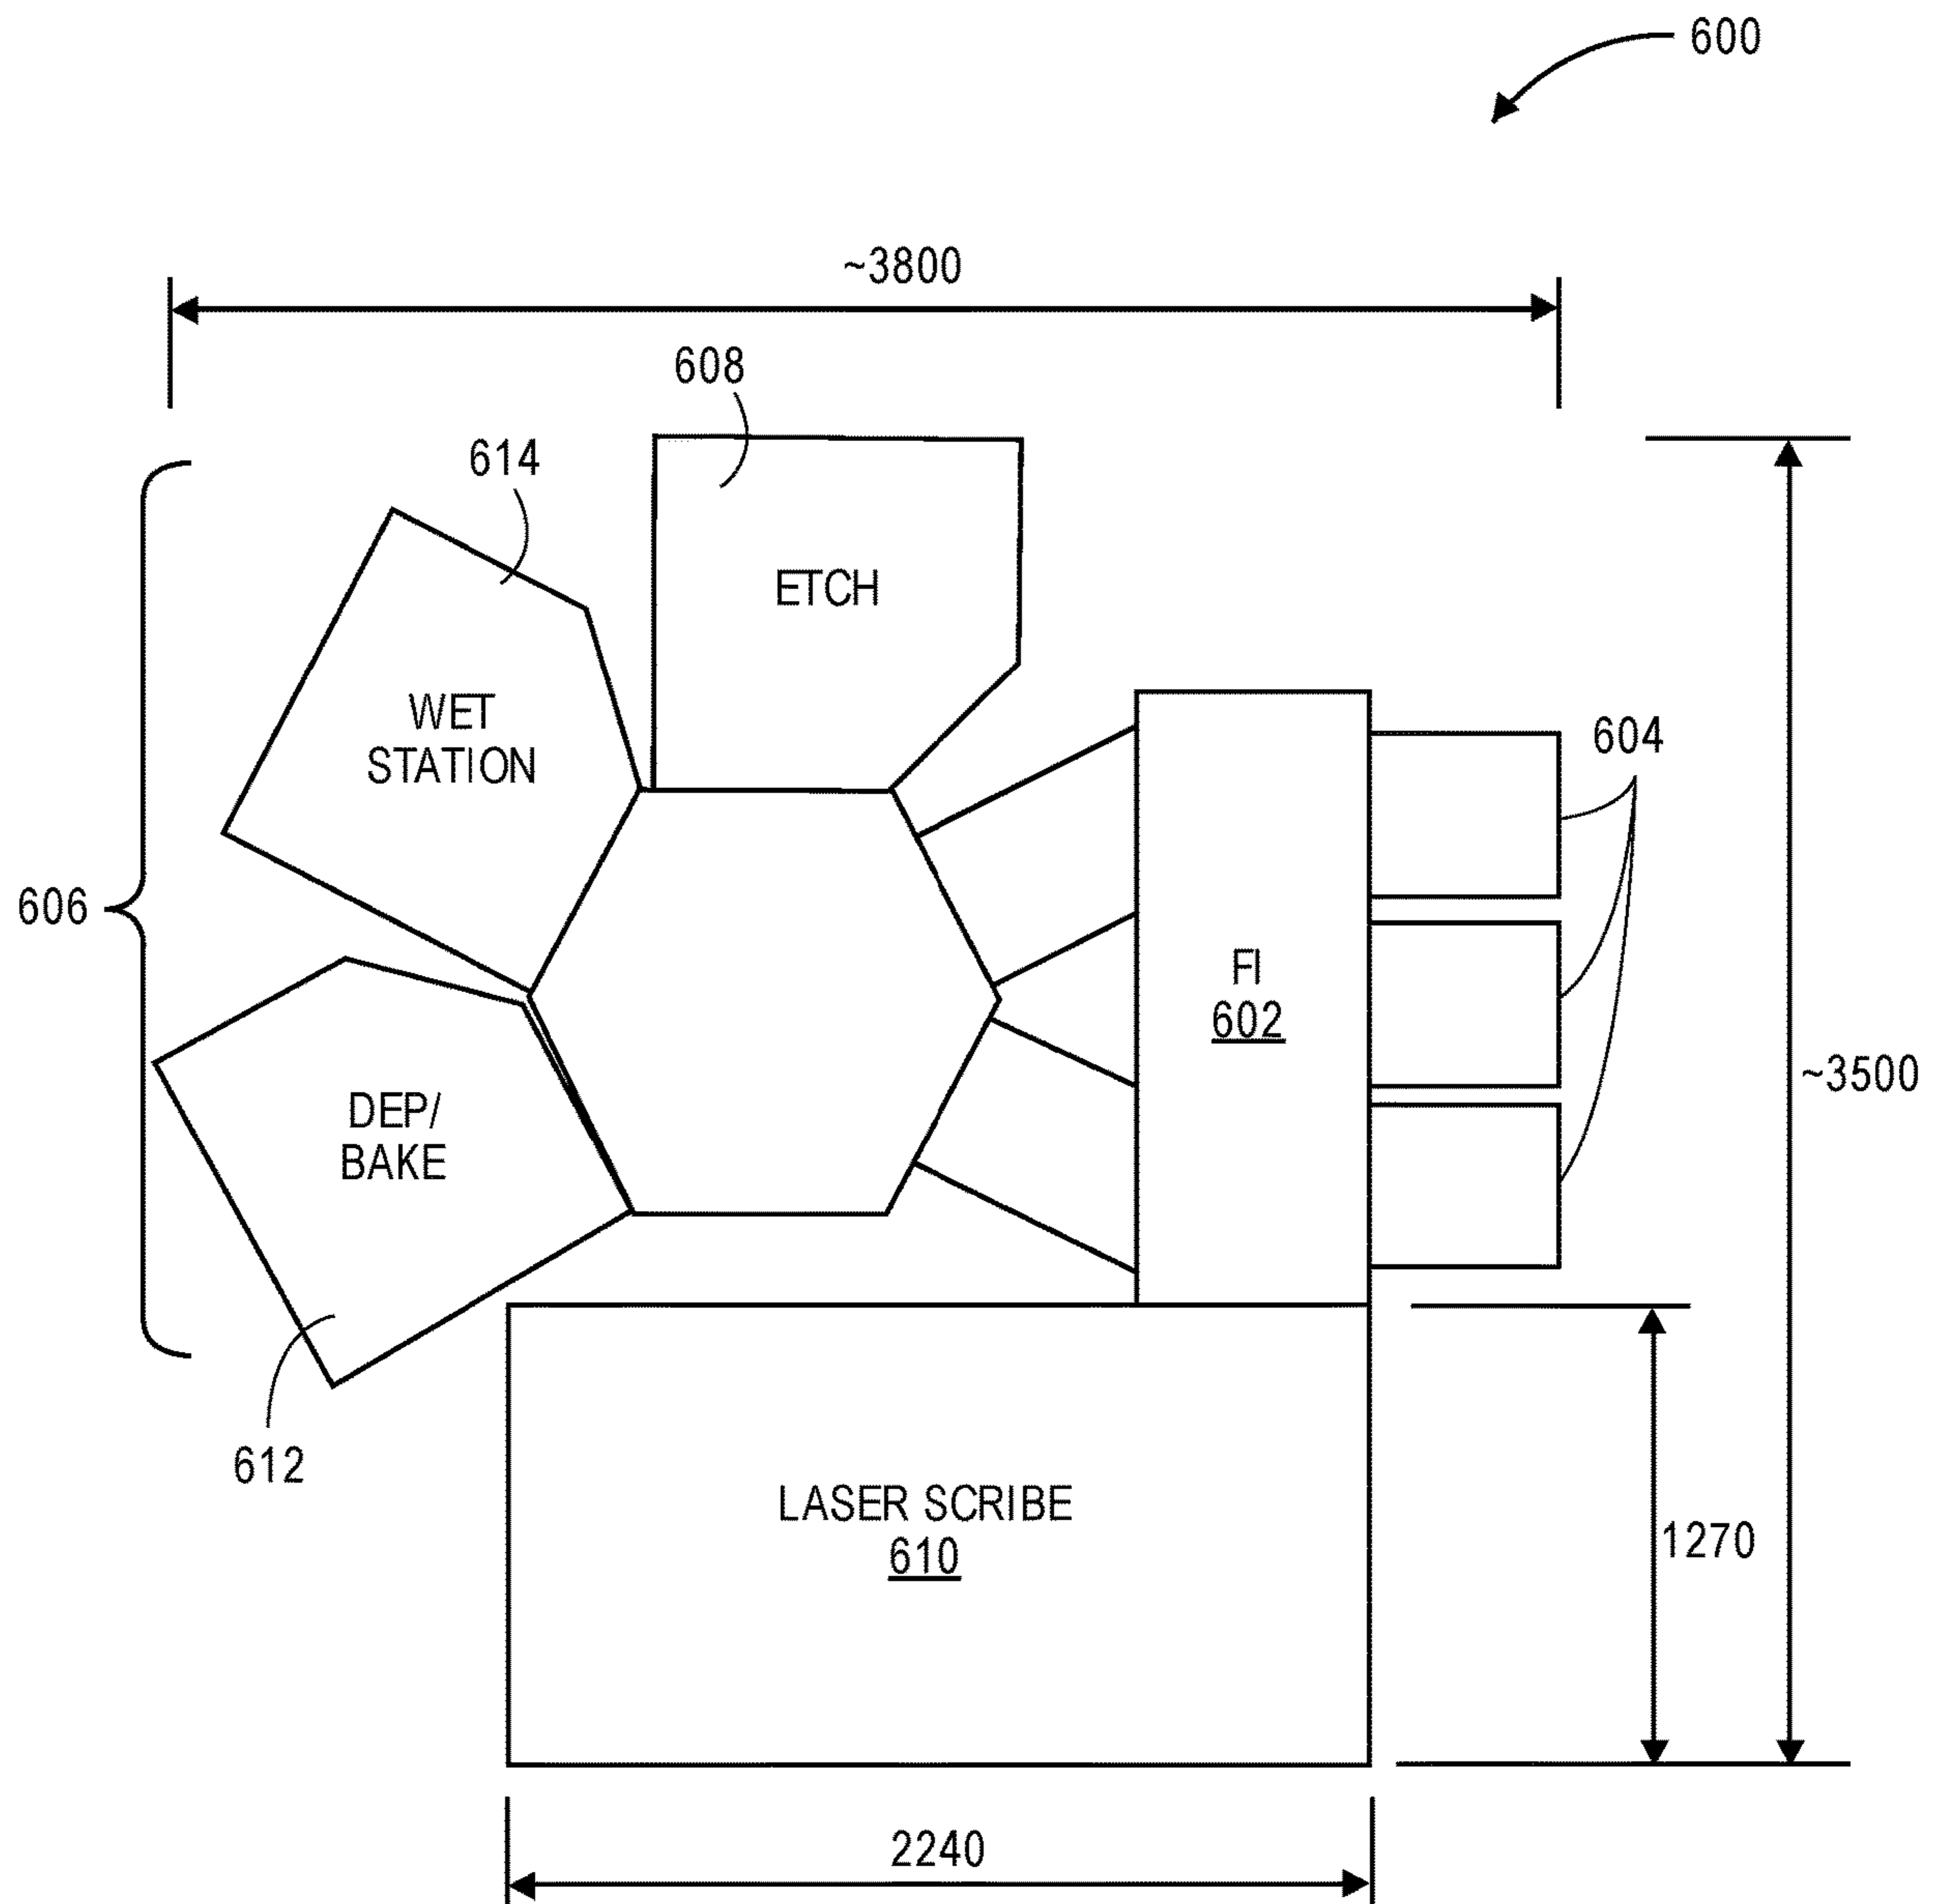 600
~3800
608
614
ETCH
WET
STATION
604
606
FI
602
~3500
DEP/
BAKE
612
LASER SCRIBE
610
1270
2240